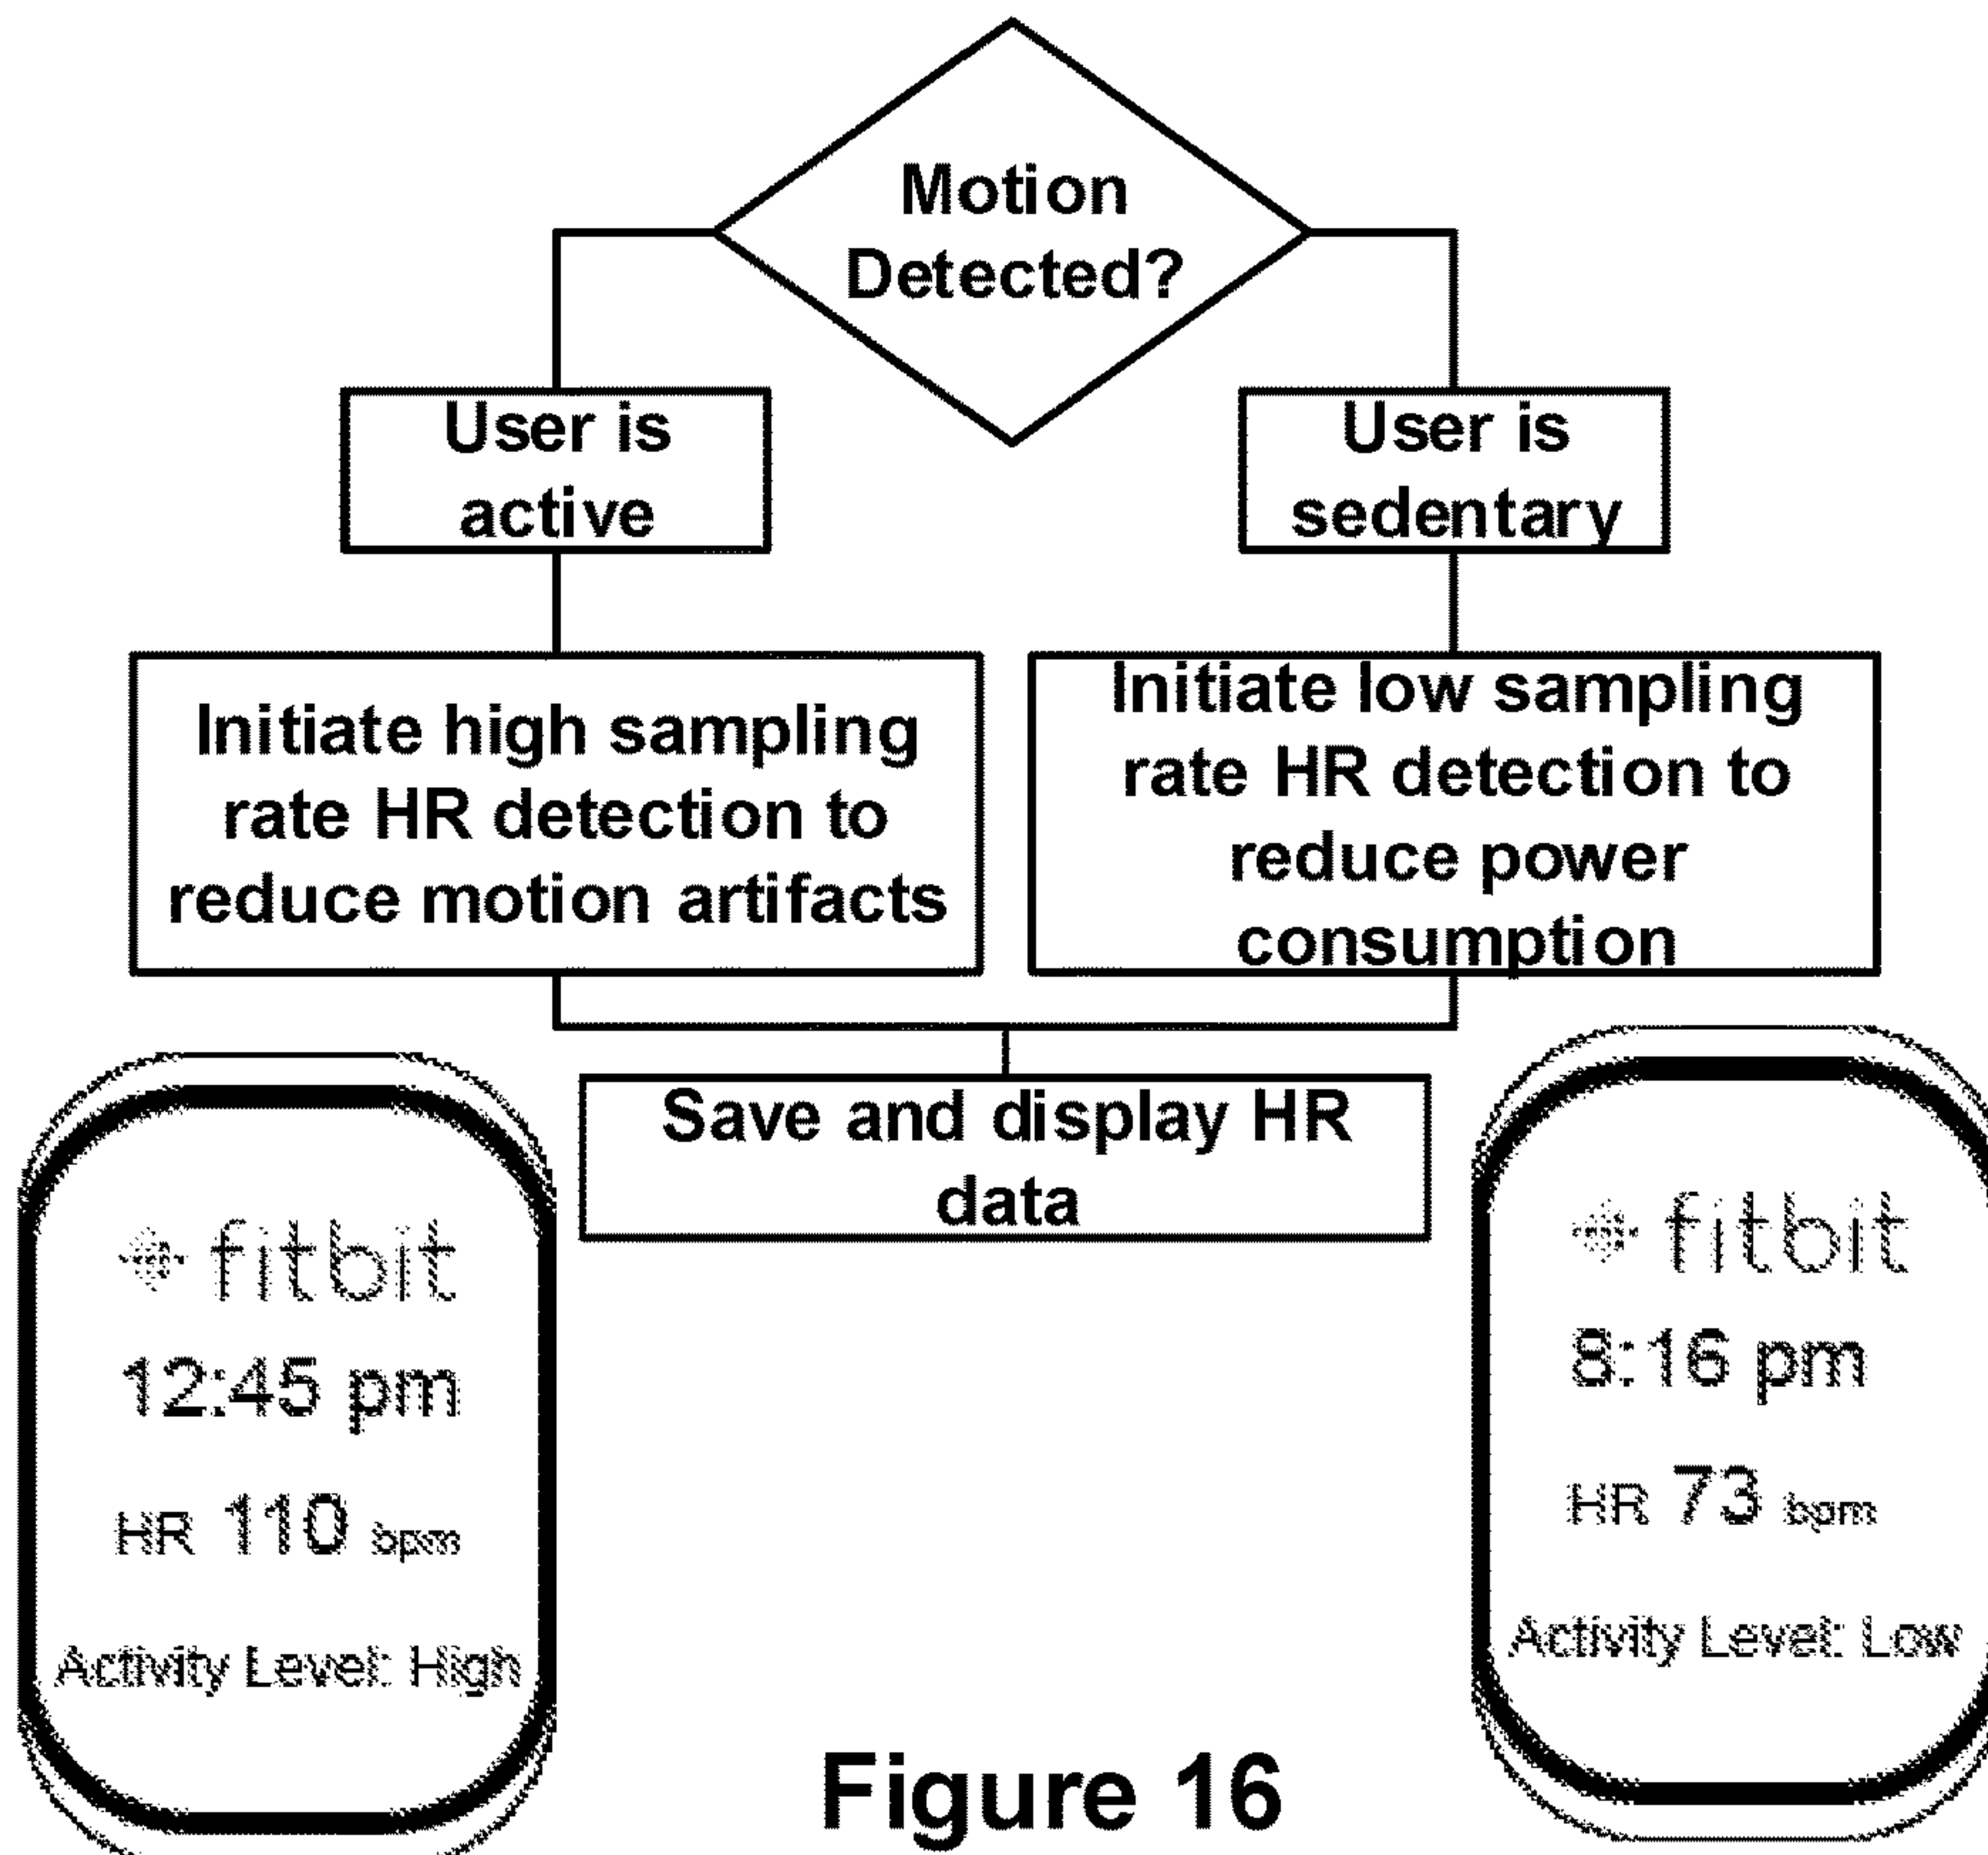 Motion
Detected?
User is
active
User is
sedentary
Initiate high sampling
rate HR detection to
reduce motion artifacts
Initiate low sampling
rate HR detection to
reduce power
consumption
Save and display HR
data
fitbit
12:45 pm
HR 110 bpm
Activity Level: High
fitbit
8:16 pm
HR 73 bpm
Activity Level: Low
Figure 16